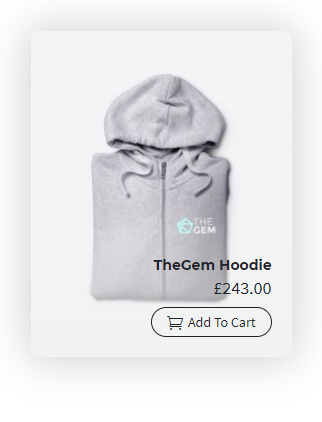 THE
GEM
TheGem Hoodie
£243.00
Add To Cart